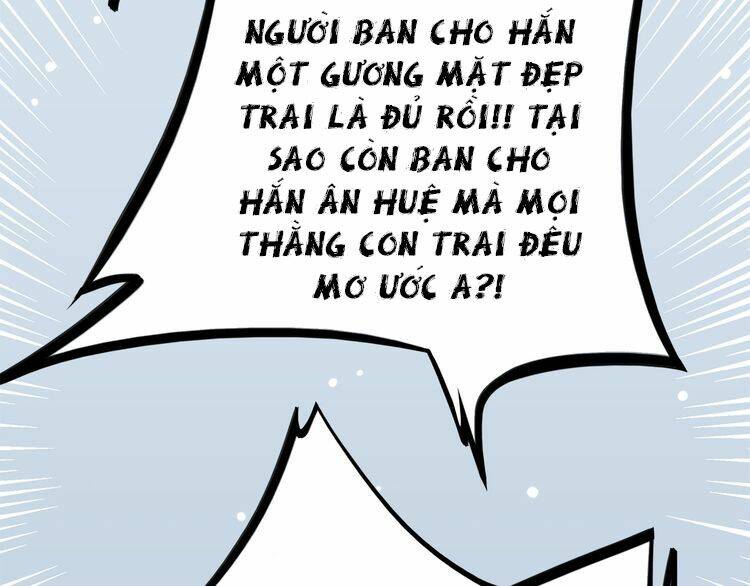 NGƯỜI BAN CHO HẮN
MỘT GƯƠNG MẶT ĐẸP
TRAI LÀ ĐỦ RỒI!! TẠI
SAO CÒN BAN CHO
HẮN ÂN HUỆ MÀ MỌI
THẰNG CON TRAI ĐỀU
MƠ ƯỚC A?!